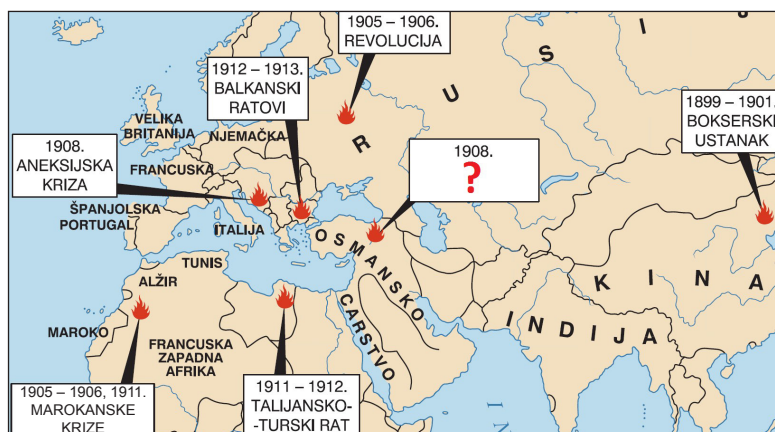 1905 – 1906.
REVOLUCIJA
R U S I J
1912 – 1913.
BALKANSKI
RATOVI
1899 – 1901.
BOKSERSKI
USTANAK
VELIKA
BRITANIJA
NJEMAČKA
1908.
ANEKSIJSKA
KRIZA
FRANCUSKA
1908.
?
ŠPANJOLSKA
PORTUGAL
ITALIJA
OSMANSKO
CARSTVO
TUNIS
ALŽIR
KINA
INDIJA
MAROKO
FRANCUSKA
ZAPADNA
AFRIKA
1905 – 1906, 1911.
MAROKANSKE
KRIZE
1911 – 1912.
TALIJANSKO-
-TURSKI RAT